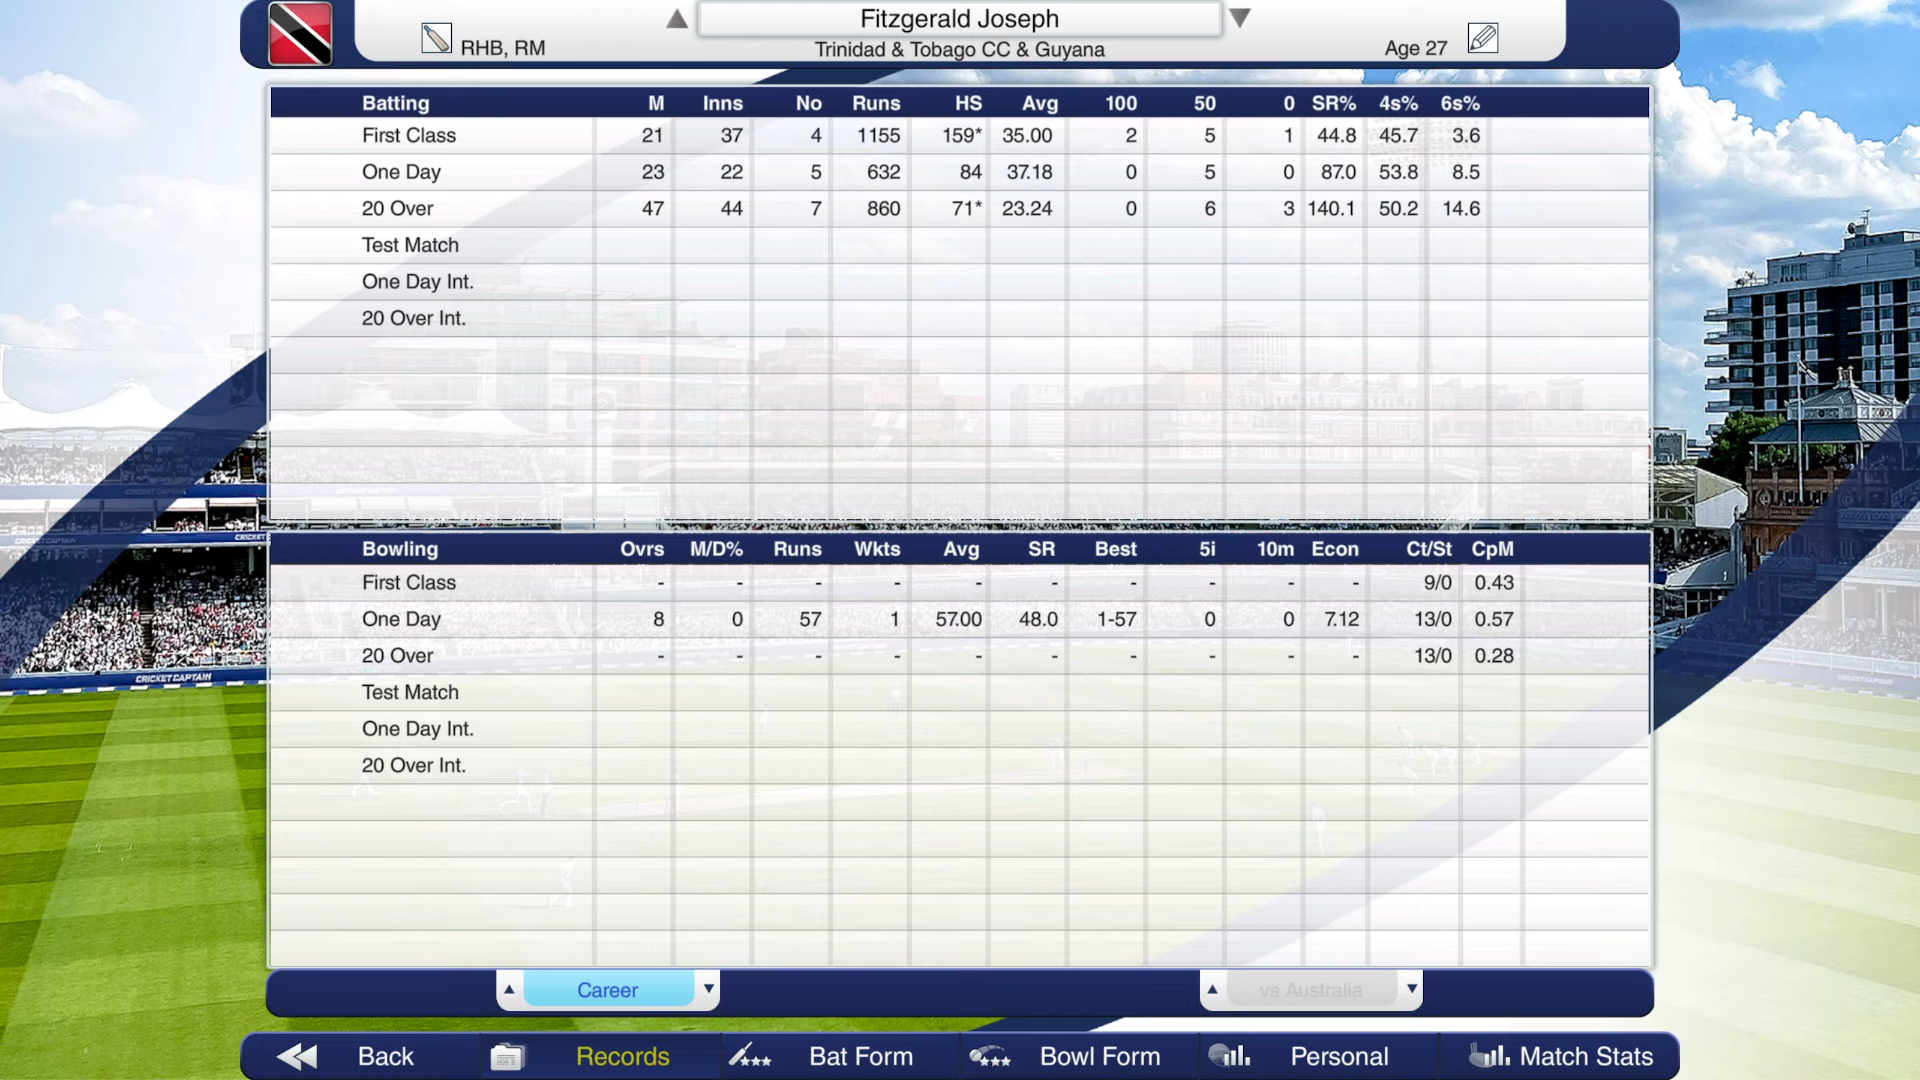 Fitzgerald Joseph
RHB, RM
Trinidad & Tobago CC & Guyana
Age 27
Batting M Inns No Runs HS Avg 100 50 0 SR% 4s% 6s%
First Class 21 37 4 1155 159* 35.00 2 5 1 44.8 45.7 3.6
One Day 23 22 5 632 84 37.18 0 5 0 87.0 53.8 8.5
20 Over 47 44 7 860 71* 23.24 0 6 3 140.1 50.2 14.6
Test Match
One Day Int.
20 Over Int.
Bowling Ovrs M/D% Runs Wkts Avg SR Best 5i 10m Econ Ct/St CpM
First Class - - - - - - - - - - 9/0 0.43
One Day 8 0 57 1 57.00 48.0 1-57 0 0 7.12 13/0 0.57
20 Over - - - - - - - - - - 13/0 0.28
Test Match
One Day Int.
20 Over Int.
CRICKET CAPTAIN
Career
vs Australia
Back
Records
Bat Form
Bowl Form
Personal
Match Stats